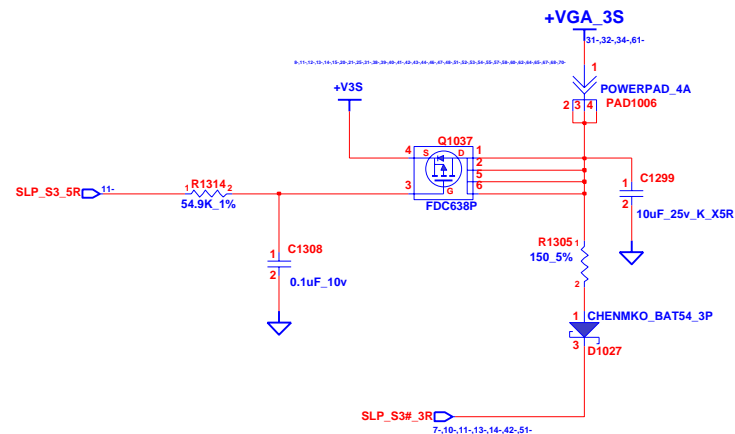 +VGA_3S
31-,32-,34-,61-
1
+V3S
POWERPAD_4A
2 3 4
PAD1006
Q1037
4
S D
1
2
5
3
G
6
FDC638P
SLP_S3_5R
11-
1
R1314
2
54.9K_1%
C1299
1
2
10uF_25v_K_X5R
C1308
1
2
0.1uF_10v
R1305
1
150_5%
2
1
CHENMKO_BAT54_3P
3
D1027
SLP_S3#_3R
7-,10-,11-,13-,14-,42-,51-